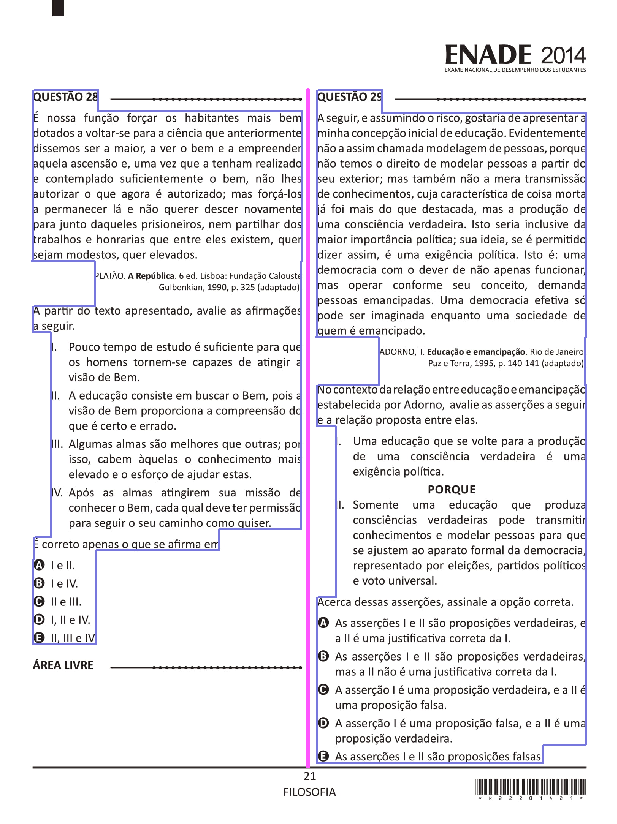 ENADE 2014
EXAME NACIONAL DE DESEMPENHO DOS ESTUDANTES
QUESTÃO 28
É nossa função forçar os habitantes mais bem
dotados a voltar-se para a ciência que anteriormente
dissemos ser a maior, a ver o bem e a empreender
aquela ascensão e, uma vez que a tenham realizado
e contemplado suficientemente o bem, não lhes
autorizar o que agora é autorizado; mas forçá-los
a permanecer lá e não querer descer novamente
para junto daqueles prisioneiros, nem partilhar dos
trabalhos e honrarias que entre eles existem, quer
sejam modestos, quer elevados.
PLATÃO. A República. 6 ed. Lisboa: Fundação Calouste
Gulbenkian, 1990, p. 325 (adaptado)
A partir do texto apresentado, avalie as afirmações
a seguir.
I. Pouco tempo de estudo é suficiente para que
os homens tornem-se capazes de atingir a
visão de Bem.
II. A educação consiste em buscar o Bem, pois a
visão de Bem proporciona a compreensão do
que é certo e errado.
III. Algumas almas são melhores que outras; por
isso, cabem àquelas o conhecimento mais
elevado e o esforço de ajudar estas.
IV. Após as almas atingirem sua missão de
conhecer o Bem, cada qual deve ter permissão
para seguir o seu caminho como quiser.
É correto apenas o que se afirma em
A I e II.
B I e IV.
C II e III.
D I, II e IV.
E II, III e IV
ÁREA LIVRE
QUESTÃO 29
A seguir, e assumindo o risco, gostaria de apresentar a
minha concepção inicial de educação. Evidentemente
não a assim chamada modelagem de pessoas, porque
não temos o direito de modelar pessoas a partir do
seu exterior; mas também não a mera transmissão
de conhecimentos, cuja característica de coisa morta
já foi mais do que destacada, mas a produção de
uma consciência verdadeira. Isto seria inclusive da
maior importância política; sua ideia, se é permitido
dizer assim, é uma exigência política. Isto é: uma
democracia com o dever de não apenas funcionar,
mas operar conforme seu conceito, demanda
pessoas emancipadas. Uma democracia efetiva só
pode ser imaginada enquanto uma sociedade de
quem é emancipado.
ADORNO, T. Educação e emancipação. Rio de Janeiro:
Paz e Terra, 1995, p. 140-141 (adaptado)
No contexto da relação entre educação e emancipação
estabelecida por Adorno, avalie as asserções a seguir
e a relação proposta entre elas.
I. Uma educação que se volte para a produção
de uma consciência verdadeira é uma
exigência política.
PORQUE
II. Somente uma educação que produza
consciências verdadeiras pode transmitir
conhecimentos e modelar pessoas para que
se ajustem ao aparato formal da democracia,
representado por eleições, partidos políticos
e voto universal.
Acerca dessas asserções, assinale a opção correta.
A As asserções I e II são proposições verdadeiras, e
a II é uma justificativa correta da I.
B As asserções I e II são proposições verdadeiras,
mas a II não é uma justificativa correta da I.
C A asserção I é uma proposição verdadeira, e a II é
uma proposição falsa.
D A asserção I é uma proposição falsa, e a II é uma
proposição verdadeira.
E As asserções I e II são proposições falsas
21
FILOSOFIA